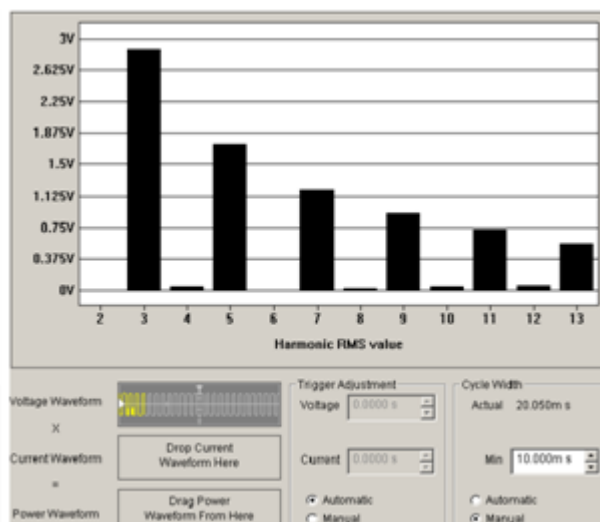 3V
2.625V
2.25V
1.875V
1.5V
1.125V
0.75V
0.375V
0V
2 3 4 5 6 7 8 9 10 11 12 13
Harmonic RMS value
Voltage Waveform
X
Current Waveform
=
Power Waveform
Drop Current
Waveform Here
Drag Power
Waveform From Here
Trigger Adjustment
Voltage 0.0000 s
Current 0.0000 s
Automatic
Manual
Cycle Width
Actual 20.050m s
Min 10.000m s
Automatic
Manual